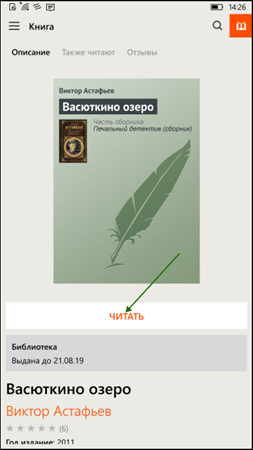 14:26
Книга
Описание Также читают Отзывы
Виктор Астафьев
Васюткино озеро
Часть сборника
Печальный детектив (сборник)
ЧИТАТЬ
Библиотека
Выдана до 21.08.19
Васюткино озеро
Виктор Астафьев
(6)
Год издания: 2011